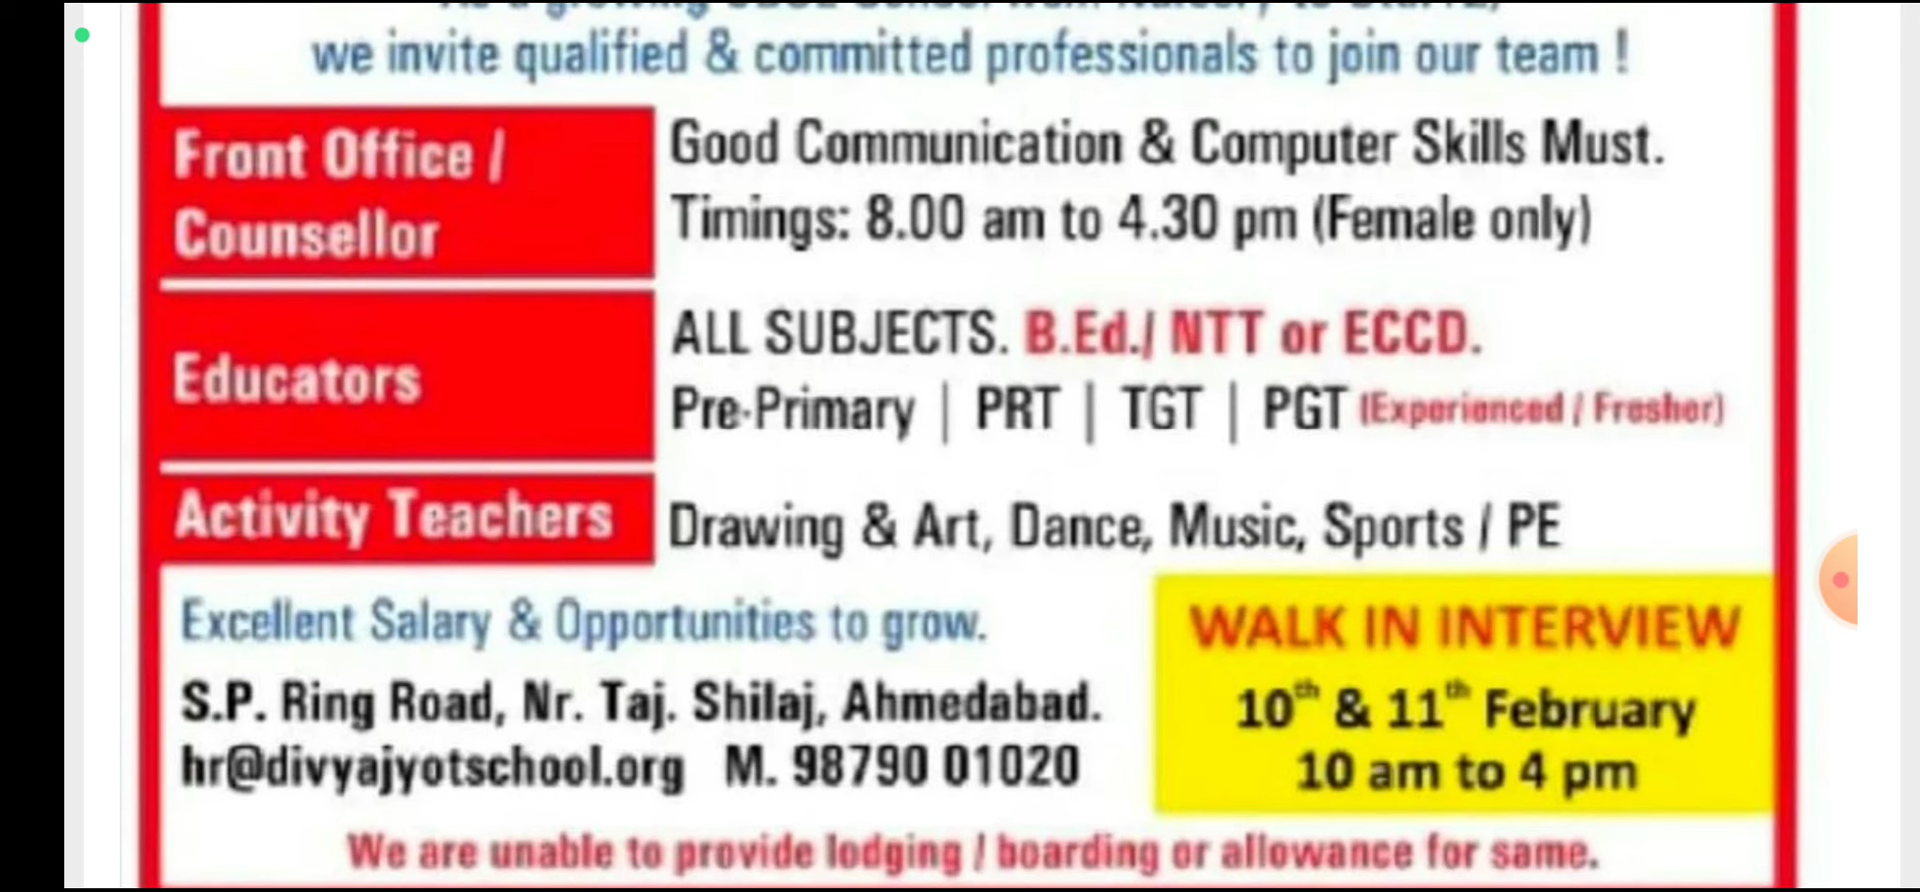 we invite qualified & committed professionals to join our team !
Front Office /
Counsellor
Good Communication & Computer Skills Must.
Timings: 8.00 am to 4.30 pm (Female only)
Educators
ALL SUBJECTS. B.Ed./ NTT or ECCD.
Pre-Primary | PRT | TGT | PGT (Experienced / Fresher)
Activity Teachers
Drawing & Art, Dance, Music, Sports / PE
Excellent Salary & Opportunities to grow.
S.P. Ring Road, Nr. Taj. Shilaj, Ahmedabad.
hr@divyajyotschool.org M. 98790 01020
WALK IN INTERVIEW
10th & 11th February
10 am to 4 pm
We are unable to provide lodging / boarding or allowance for same.